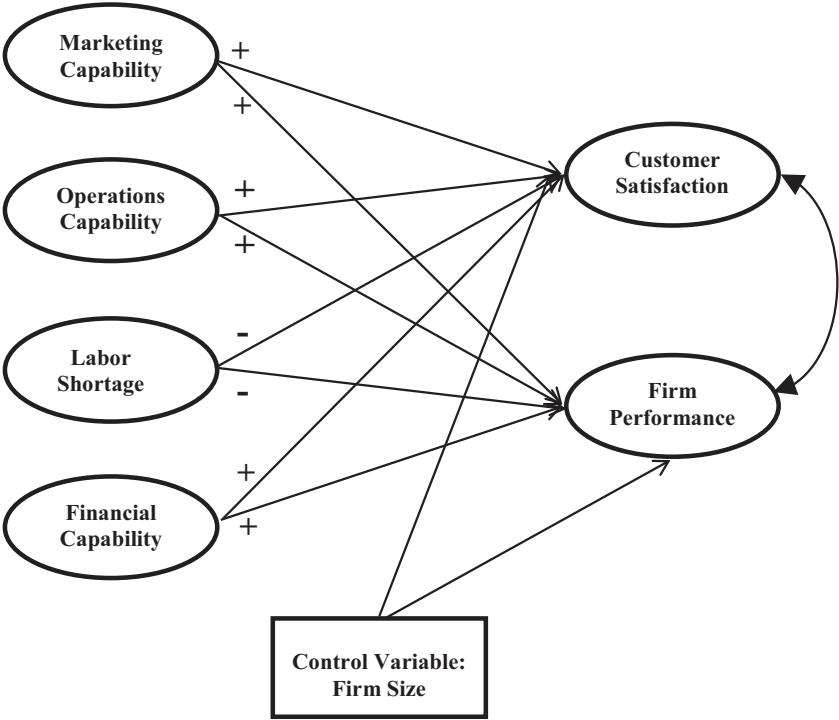 Marketing
Capability
+
+
Operations
Capability
+
+
Labor
Shortage
-
-
Financial
Capability
+
+
Customer
Satisfaction
Firm
Performance
Control Variable:
Firm Size